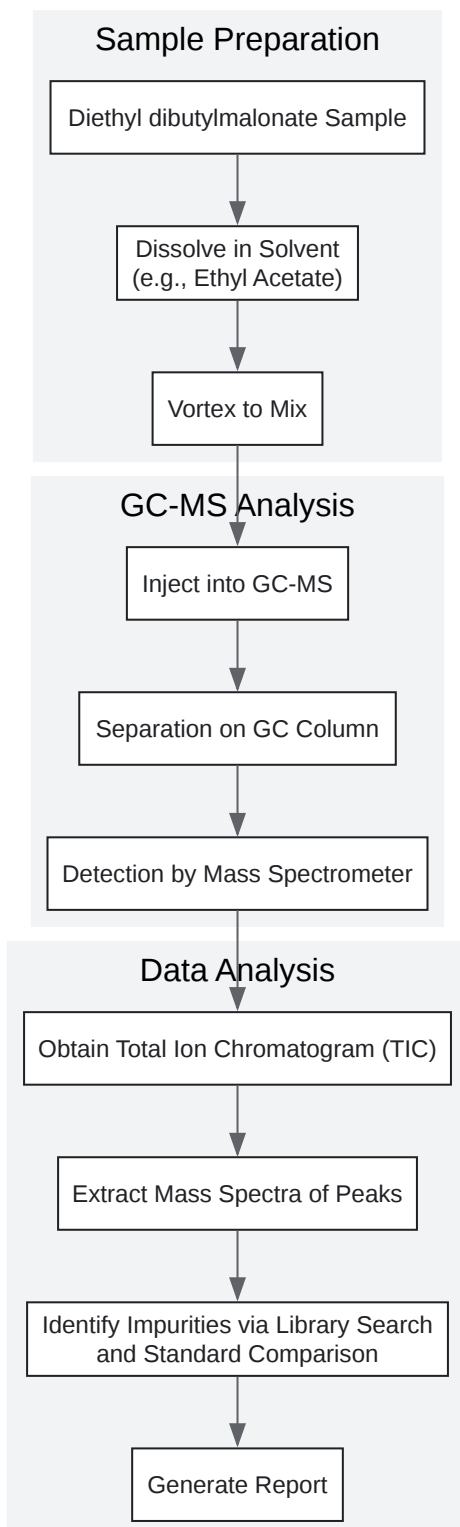 Sample Preparation
Diethyl dibutylmalonate Sample
Dissolve in Solvent
(e.g., Ethyl Acetate)
Vortex to Mix
GC-MS Analysis
Inject into GC-MS
Separation on GC Column
Detection by Mass Spectrometer
Data Analysis
Obtain Total Ion Chromatogram (TIC)
Extract Mass Spectra of Peaks
Identify Impurities via Library Search
and Standard Comparison
Generate Report